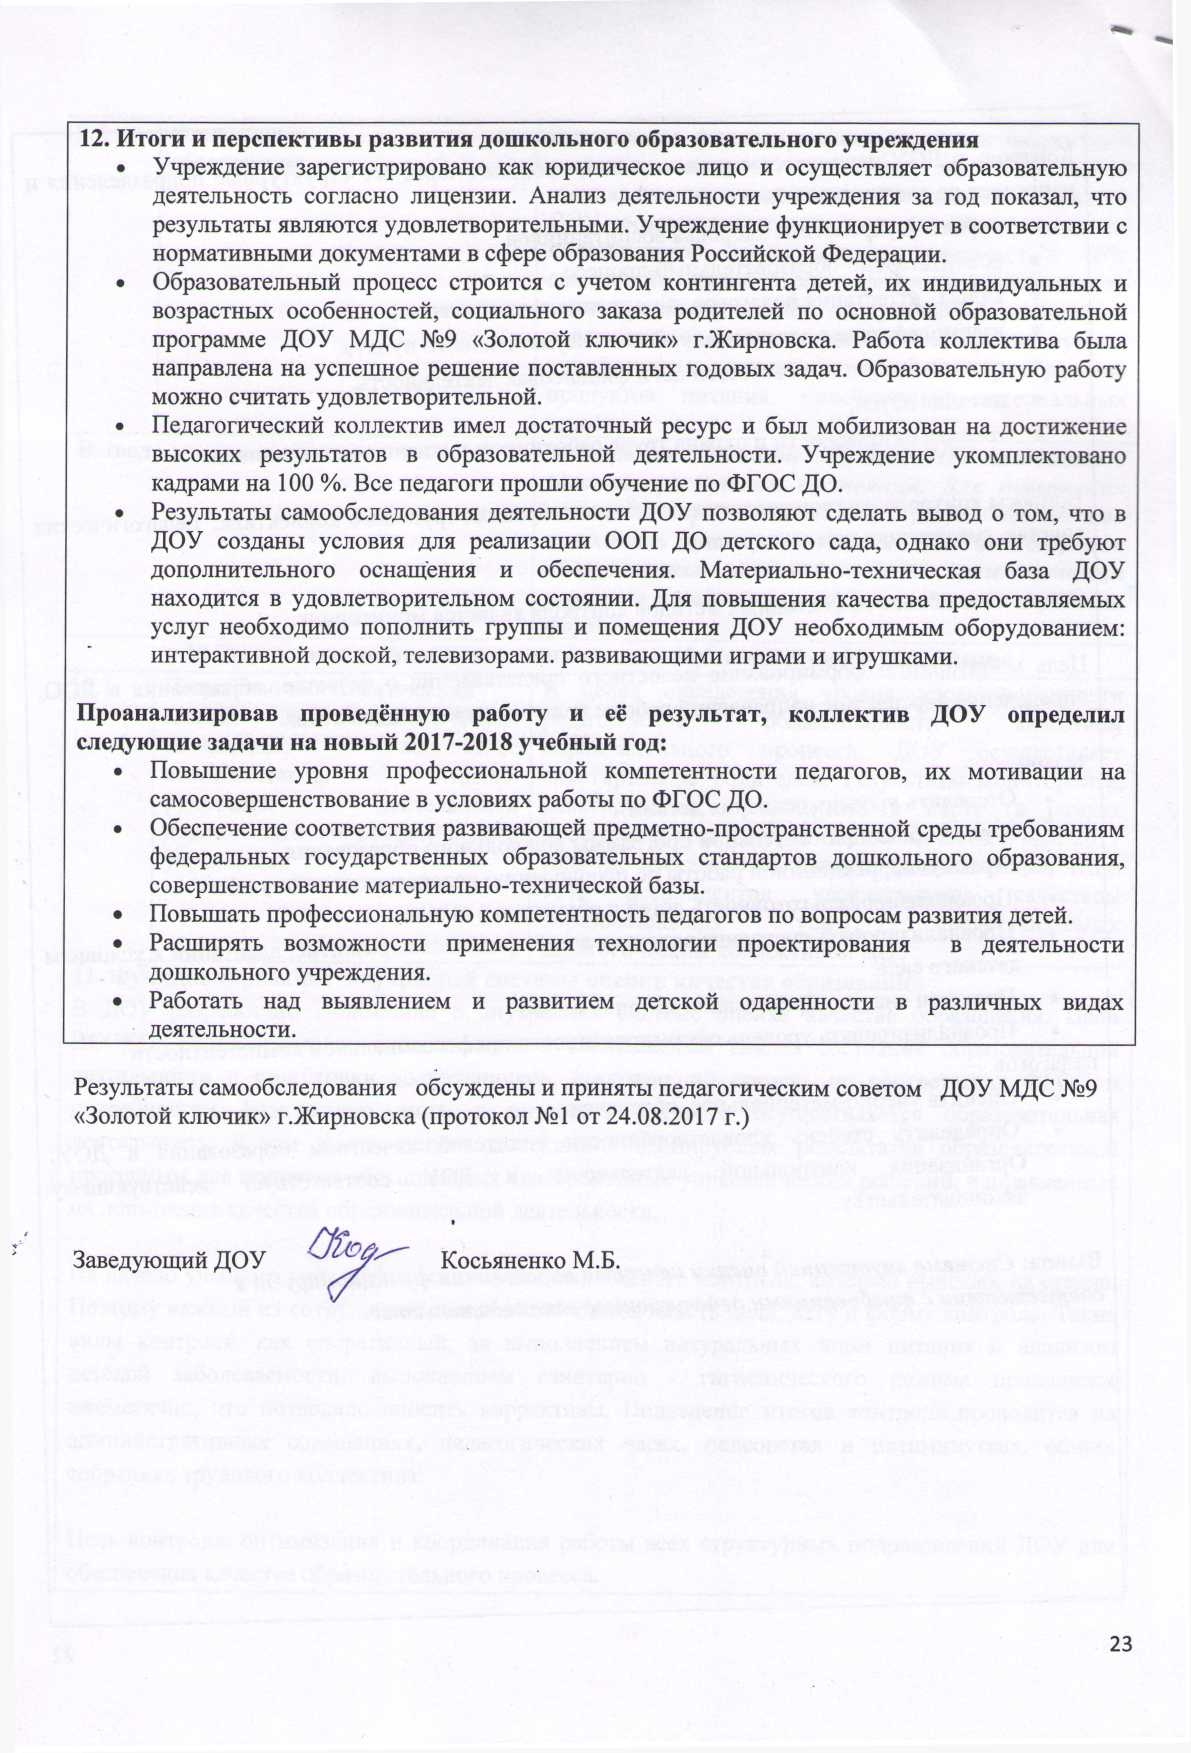 12. Итоги и перспективы развития дошкольного образовательного учреждения
• Учреждение зарегистрировано как юридическое лицо и осуществляет образовательную
деятельность согласно лицензии. Анализ деятельности учреждения за год показал, что
результаты являются удовлетворительными. Учреждение функционирует в соответствии с
нормативными документами в сфере образования Российской Федерации.
• Образовательный процесс строится с учетом контингента детей, их индивидуальных и
возрастных особенностей, социального заказа родителей по основной образовательной
программе ДОУ МДС №9 «Золотой ключик» г.Жирновска. Работа коллектива была
направлена на успешное решение поставленных годовых задач. Образовательную работу
можно считать удовлетворительной.
• Педагогический коллектив имел достаточный ресурс и был мобилизован на достижение
высоких результатов в образовательной деятельности. Учреждение укомплектовано
кадрами на 100 %. Все педагоги прошли обучение по ФГОС ДО.
• Результаты самообследования деятельности ДОУ позволяют сделать вывод о том, что в
ДОУ созданы условия для реализации ООП ДО детского сада, однако они требуют
дополнительного оснащения и обеспечения. Материально-техническая база ДОУ
находится в удовлетворительном состоянии. Для повышения качества предоставляемых
услуг необходимо пополнить группы и помещения ДОУ необходимым оборудованием:
интерактивной доской, телевизорами. развивающими играми и игрушками.
Проанализировав проведённую работу и её результат, коллектив ДОУ определил
следующие задачи на новый 2017-2018 учебный год:
• Повышение уровня профессиональной компетентности педагогов, их мотивации на
самосовершенствование в условиях работы по ФГОС ДО.
• Обеспечение соответствия развивающей предметно-пространственной среды требованиям
федеральных государственных образовательных стандартов дошкольного образования,
совершенствование материально-технической базы.
• Повышать профессиональную компетентность педагогов по вопросам развития детей.
• Расширять возможности применения технологии проектирования в деятельности
дошкольного учреждения.
• Работать над выявлением и развитием детской одаренности в различных видах
деятельности.
Результаты самообследования обсуждены и приняты педагогическим советом ДОУ МДС №9
«Золотой ключик» г.Жирновска (протокол №1 от 24.08.2017 г.)
Заведующий ДОУ Косьяненко М.Б.
23